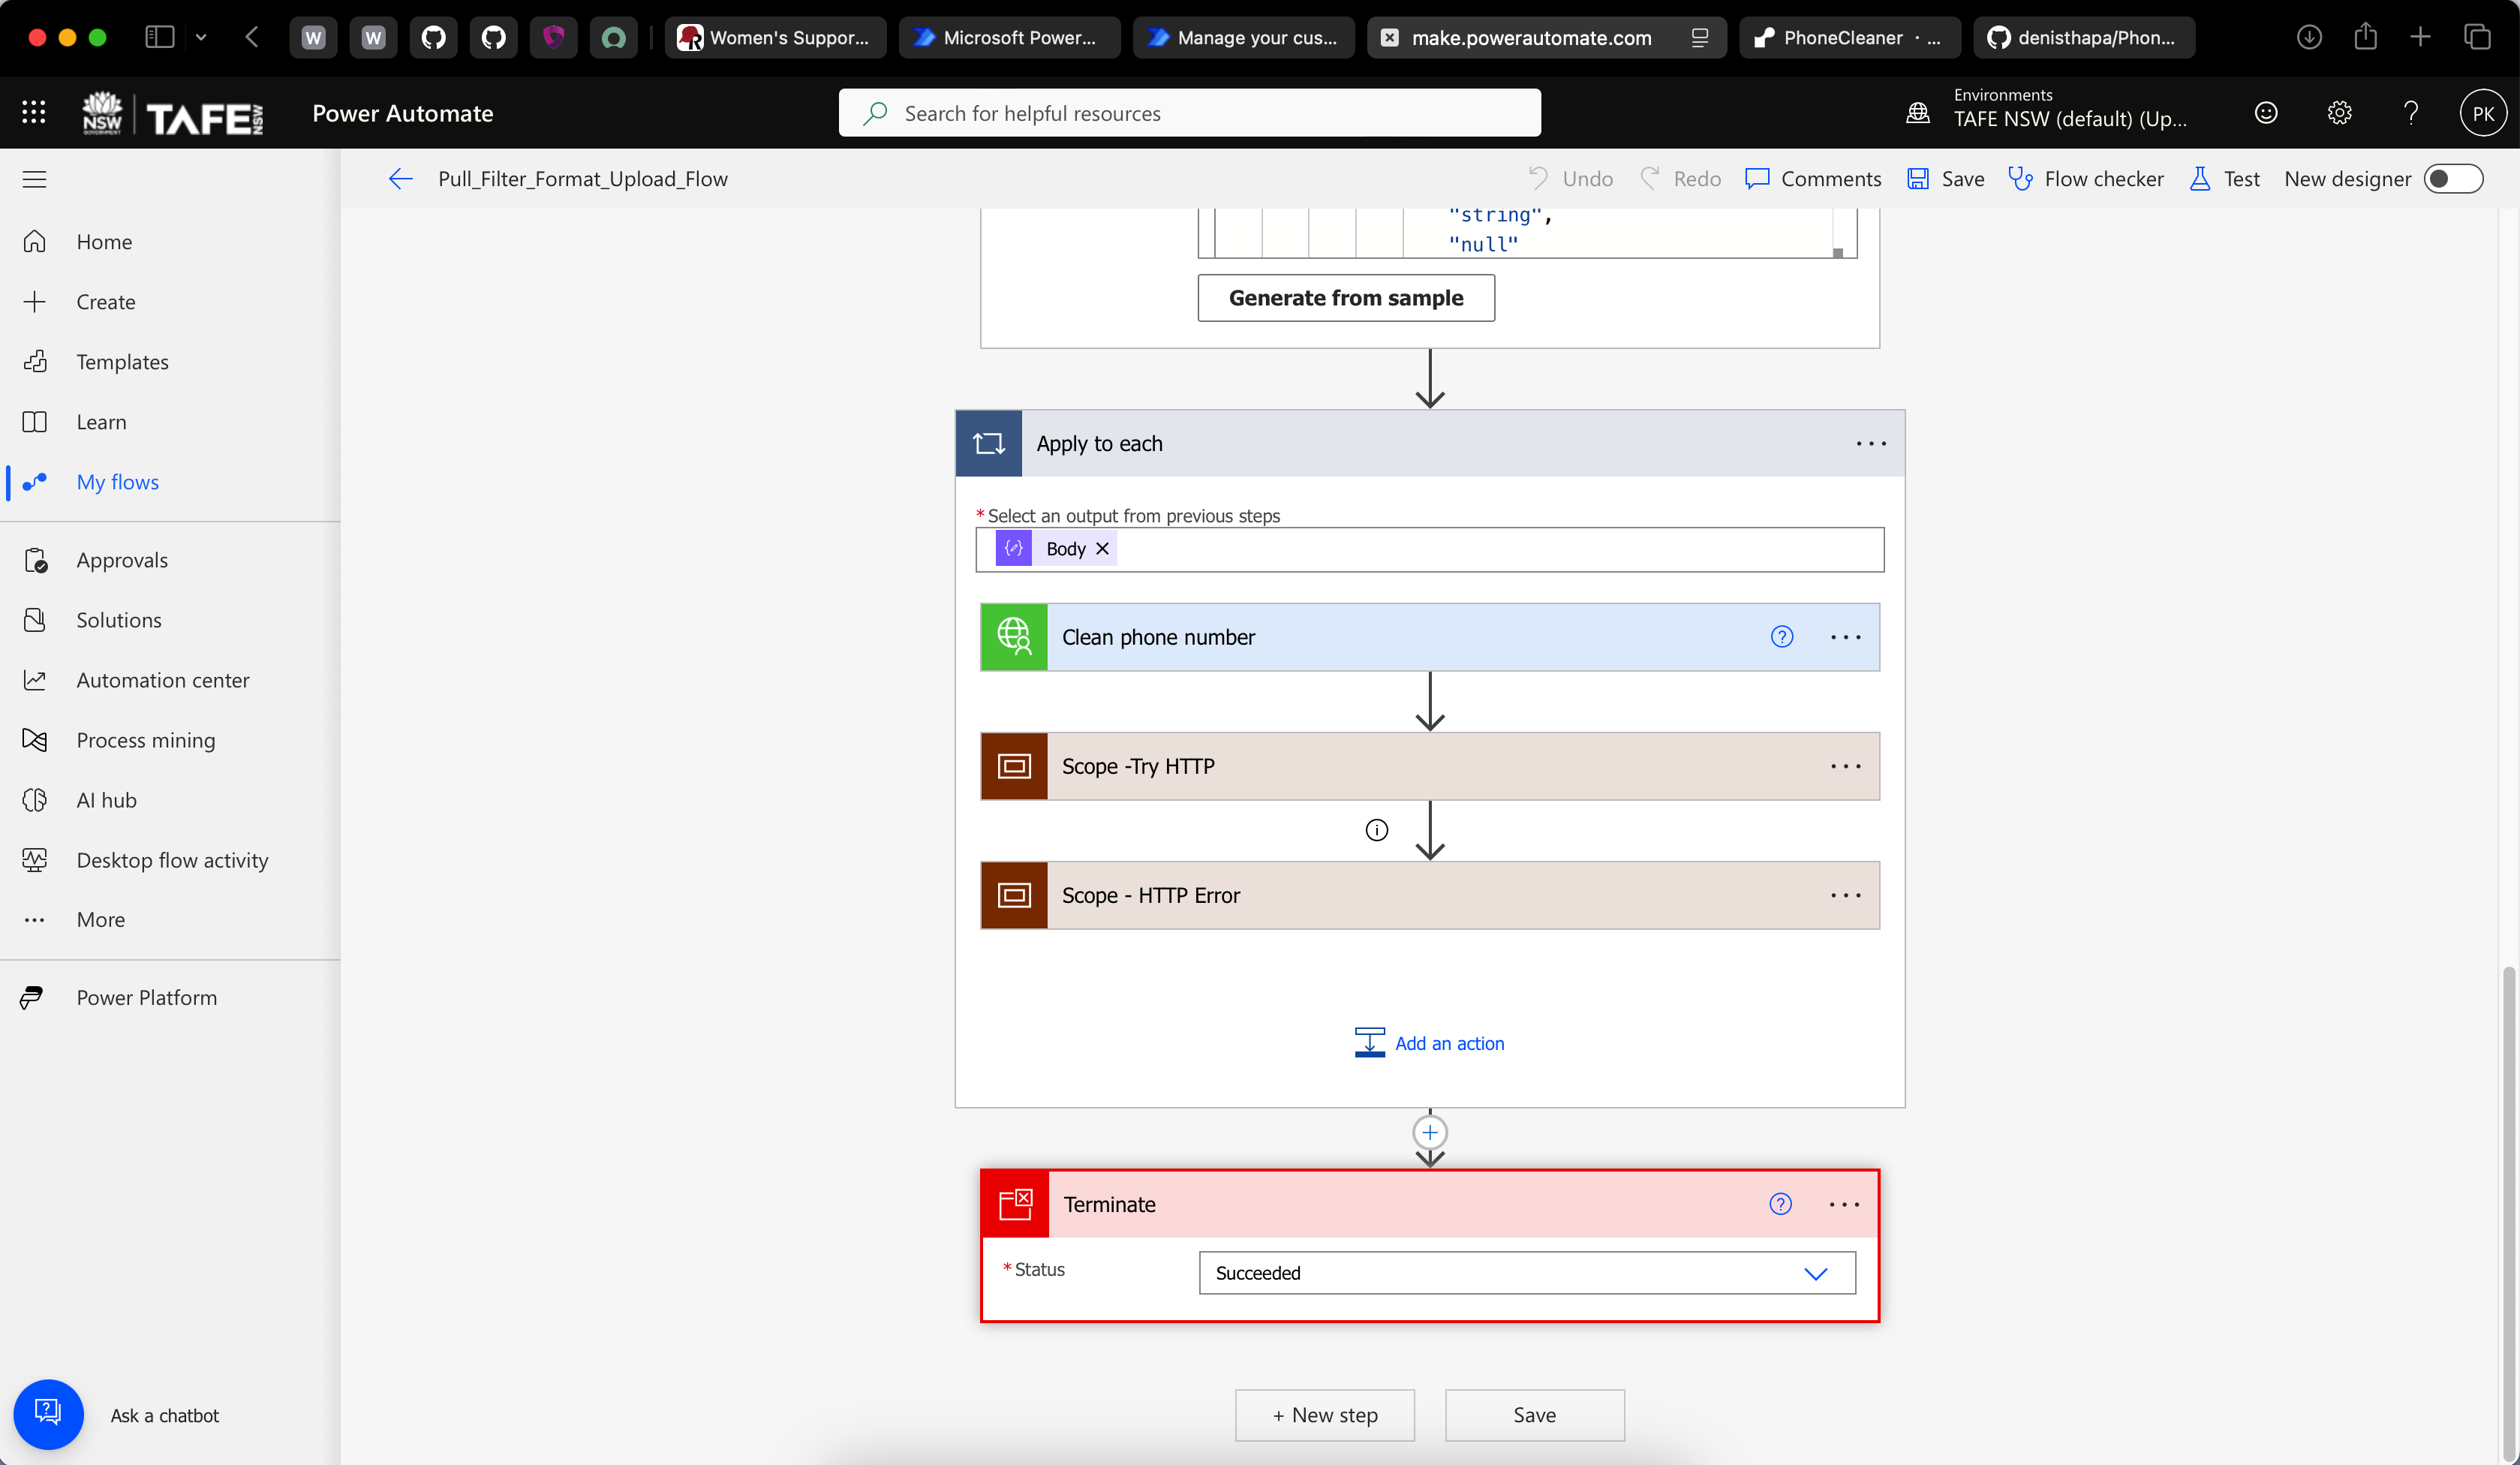 W
W
Women's Suppor...
Microsoft Power...
Manage your cus...
make.powerautomate.com
PhoneCleaner · ...
denisthapa/Phon...
NSW
GOVERNMENT
TAFE NSW
Power Automate
Search for helpful resources
Environments
TAFE NSW (default) (Up...
?
PK
Pull_Filter_Format_Upload_Flow
Undo
Redo
Comments
Save
Flow checker
Test
New designer
Home
Create
Templates
Learn
My flows
Approvals
Solutions
Automation center
Process mining
AI hub
Desktop flow activity
More
Power Platform
Ask a chatbot
"string",
"null"
Generate from sample
Apply to each
...
* Select an output from previous steps
Body
Clean phone number
? ...
Scope -Try HTTP
...
i
Scope - HTTP Error
...
Add an action
Terminate
? ...
* Status
Succeeded
+ New step
Save